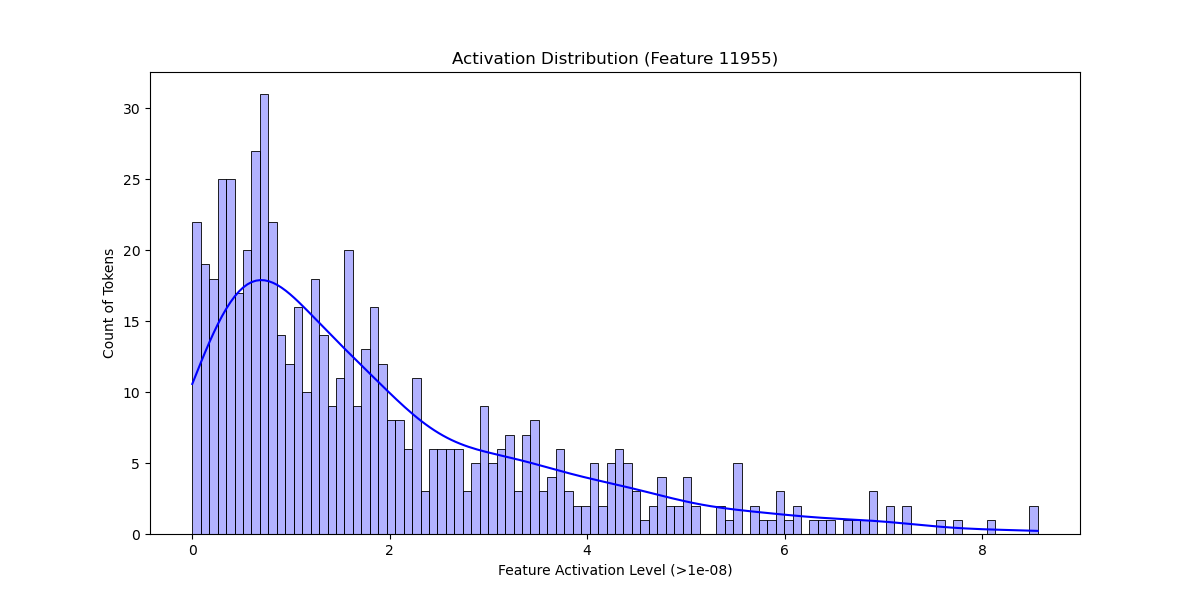 Activation Distribution (Feature 11955)
30
25
20
15
10
5
0
Count of Tokens
0 2 4 6 8
Feature Activation Level (>1e-08)